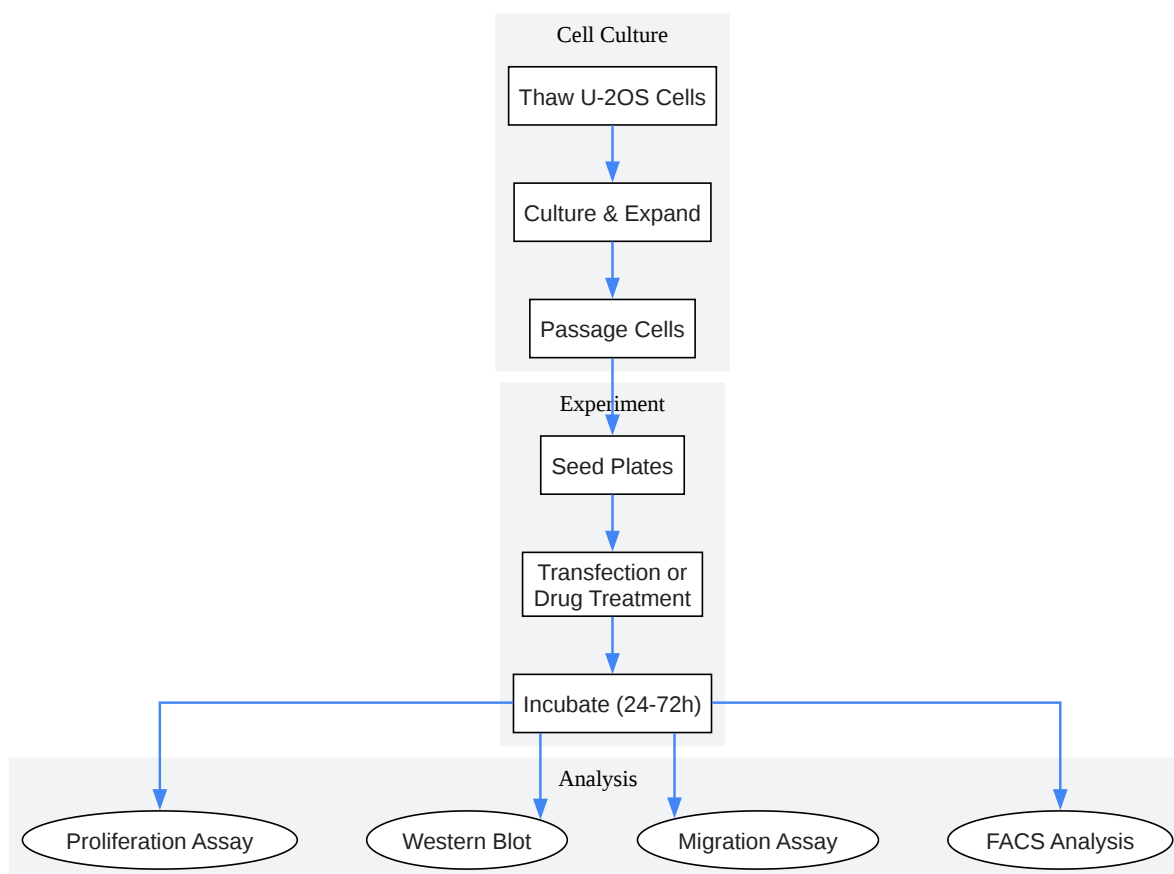 Cell Culture
Thaw U-2OS Cells
Culture & Expand
Passage Cells
Experiment
Seed Plates
Transfection or
Drug Treatment
Incubate (24-72h)
Analysis
Proliferation Assay
Western Blot
Migration Assay
FACS Analysis